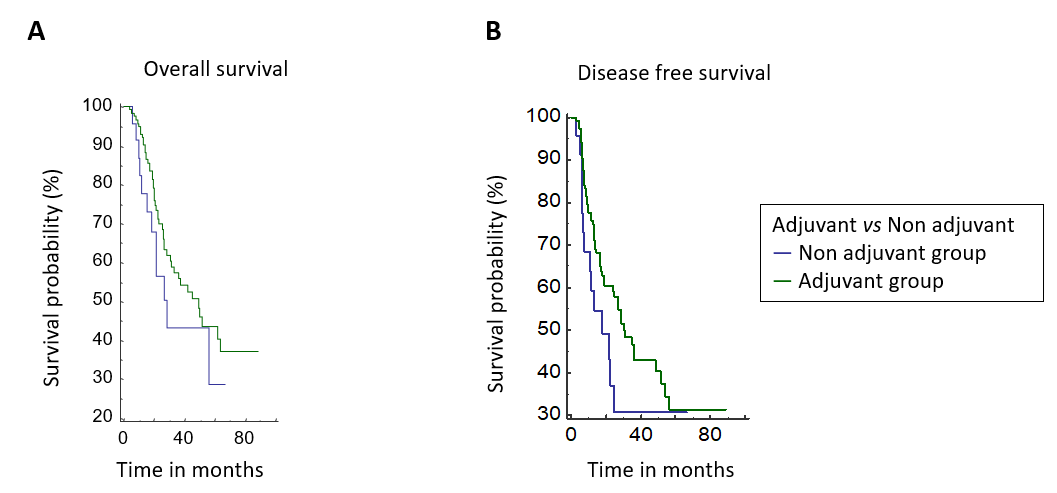 A
Overall survival
Survival probability (%)
100
90
80
70
60
50
40
30
20
0 40 80
Time in months
B
Disease free survival
Survival probability (%)
100
90
80
70
60
50
40
30
0 40 80
Time in months
Adjuvant vs Non adjuvant
Non adjuvant group
Adjuvant group